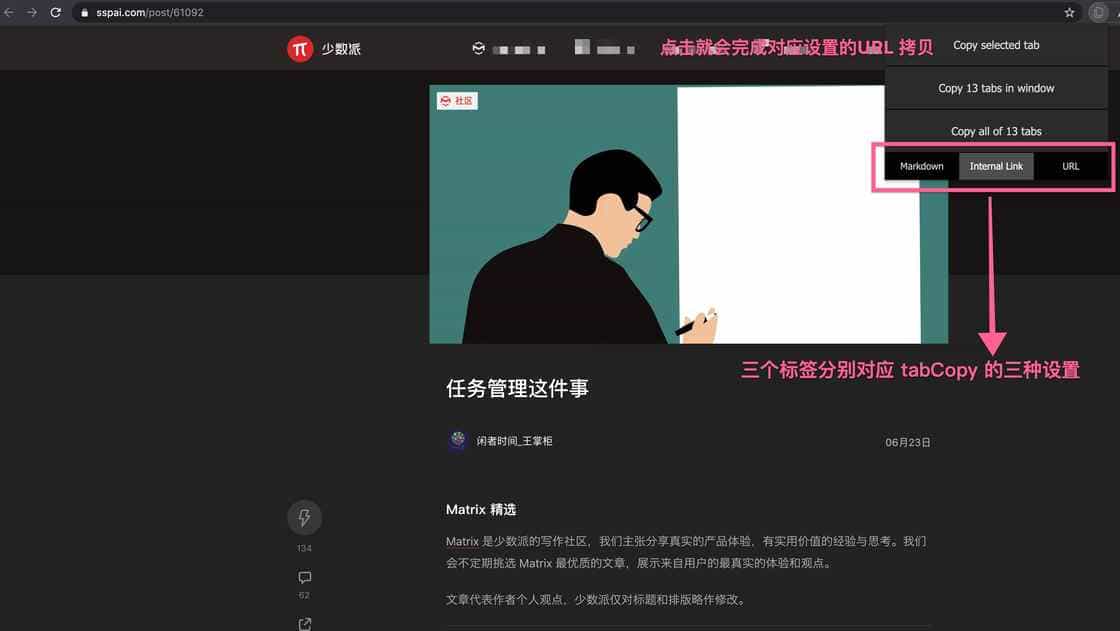 sspai.com/post/61092
少数派
点击就会完成对应设置的URL 拷贝
Copy selected tab
Copy 13 tabs in window
Copy all of 13 tabs
Markdown
Internal Link
URL
社区
三个标签分别对应 tabCopy 的三种设置
任务管理这件事
闲者时间_王掌柜
06月23日
Matrix 精选
134
Matrix 是少数派的写作社区，我们主张分享真实的产品体验，有实用价值的经验与思考。我们
会不定期挑选 Matrix 最优质的文章，展示来自用户的最真实的体验和观点。
62
文章代表作者个人观点，少数派仅对标题和排版略作修改。